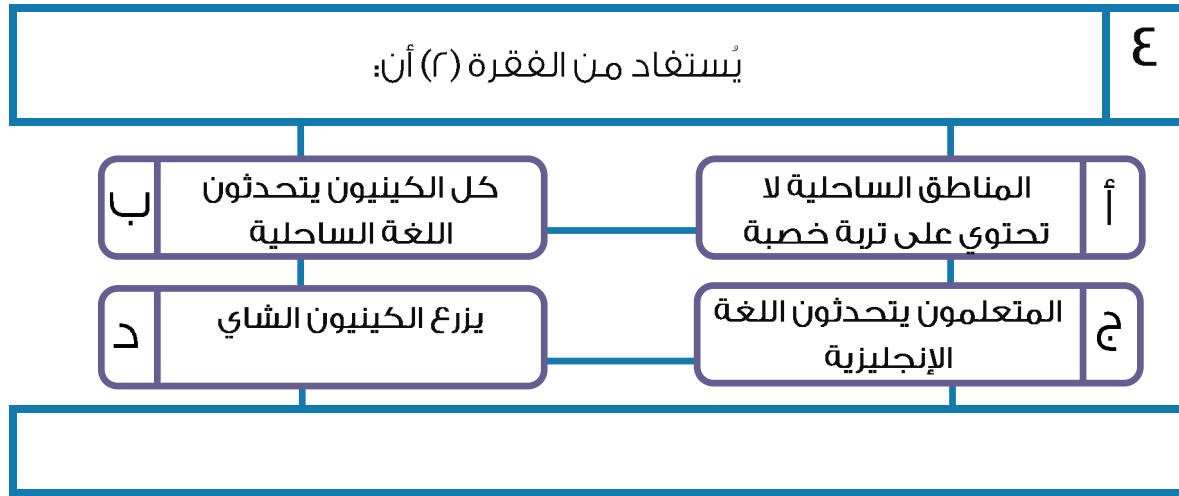 ٤
يُستفاد من الفقرة (٢) أن:
أ
المناطق الساحلية لا
تحتوي على تربة خصبة
ب
كل الكينيون يتحدثون
اللغة الساحلية
ج
المتعلمون يتحدثون اللغة
الإنجليزية
د
يزرع الكينيون الشاي